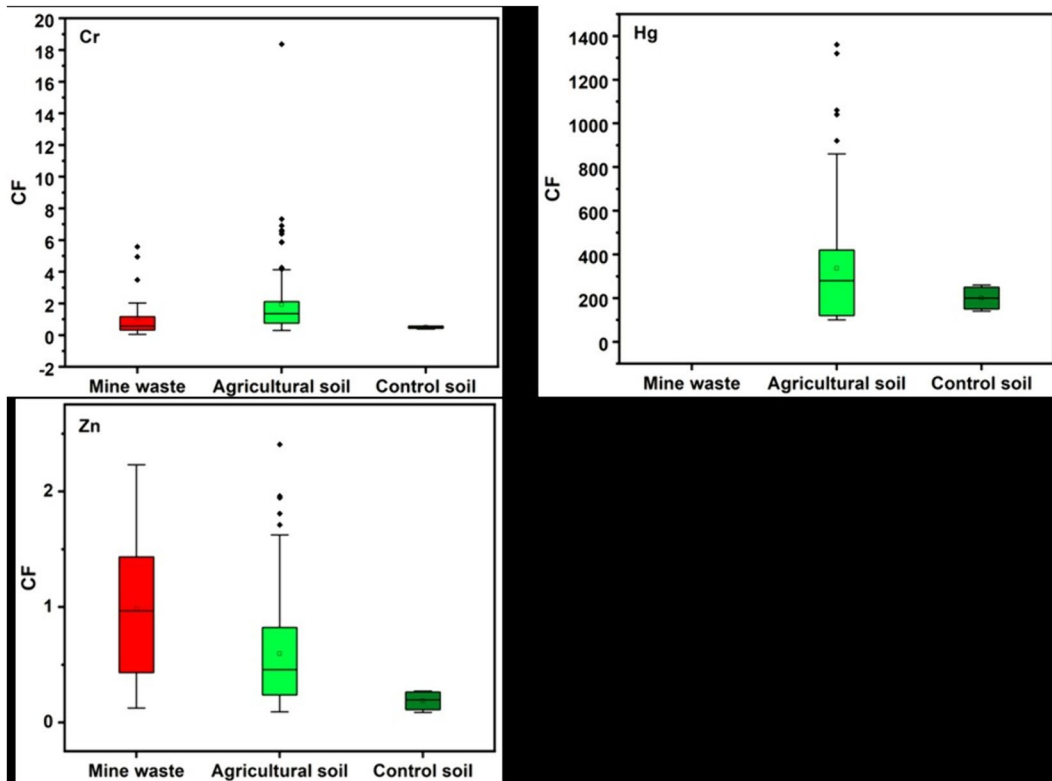 Cr
20
18
16
14
12
10
8
6
4
2
0
-2
CF
Mine waste Agricultural soil Control soil
Hg
1400
1200
1000
800
600
400
200
0
CF
Mine waste Agricultural soil Control soil
Zn
2
1
0
CF
Mine waste Agricultural soil Control soil